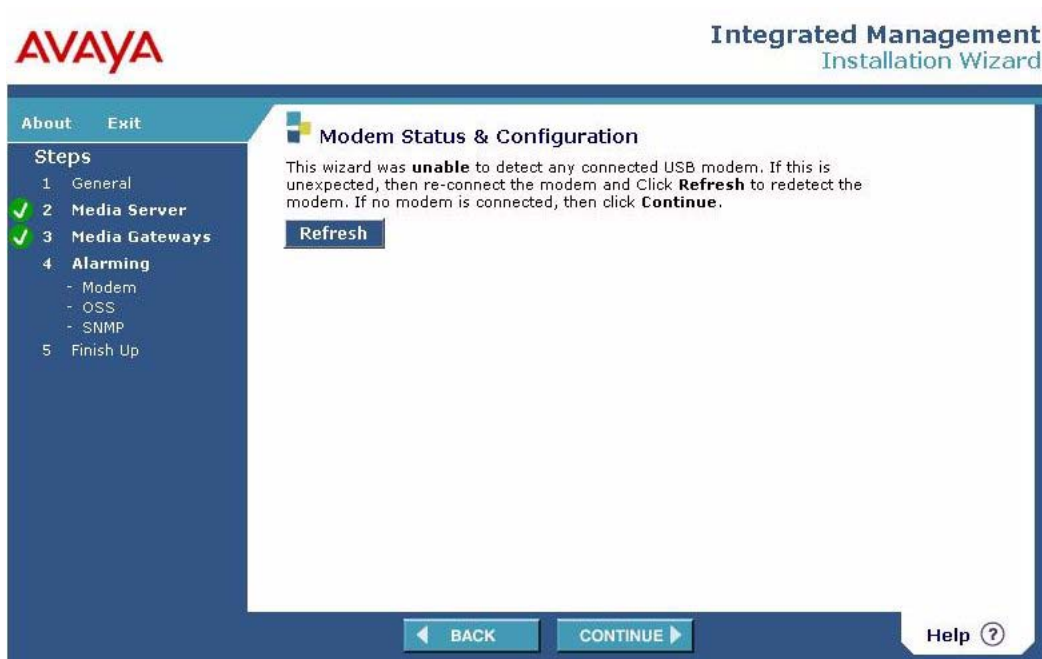 AVAYA
Integrated Management
Installation Wizard
About Exit
Steps
1 General
2 Media Server
3 Media Gateways
4 Alarming
- Modem
- OSS
- SNMP
5 Finish Up
Modem Status & Configuration
This wizard was unable to detect any connected USB modem. If this is
unexpected, then re-connect the modem and Click Refresh to redetect the
modem. If no modem is connected, then click Continue.
Refresh
BACK
CONTINUE
Help ?